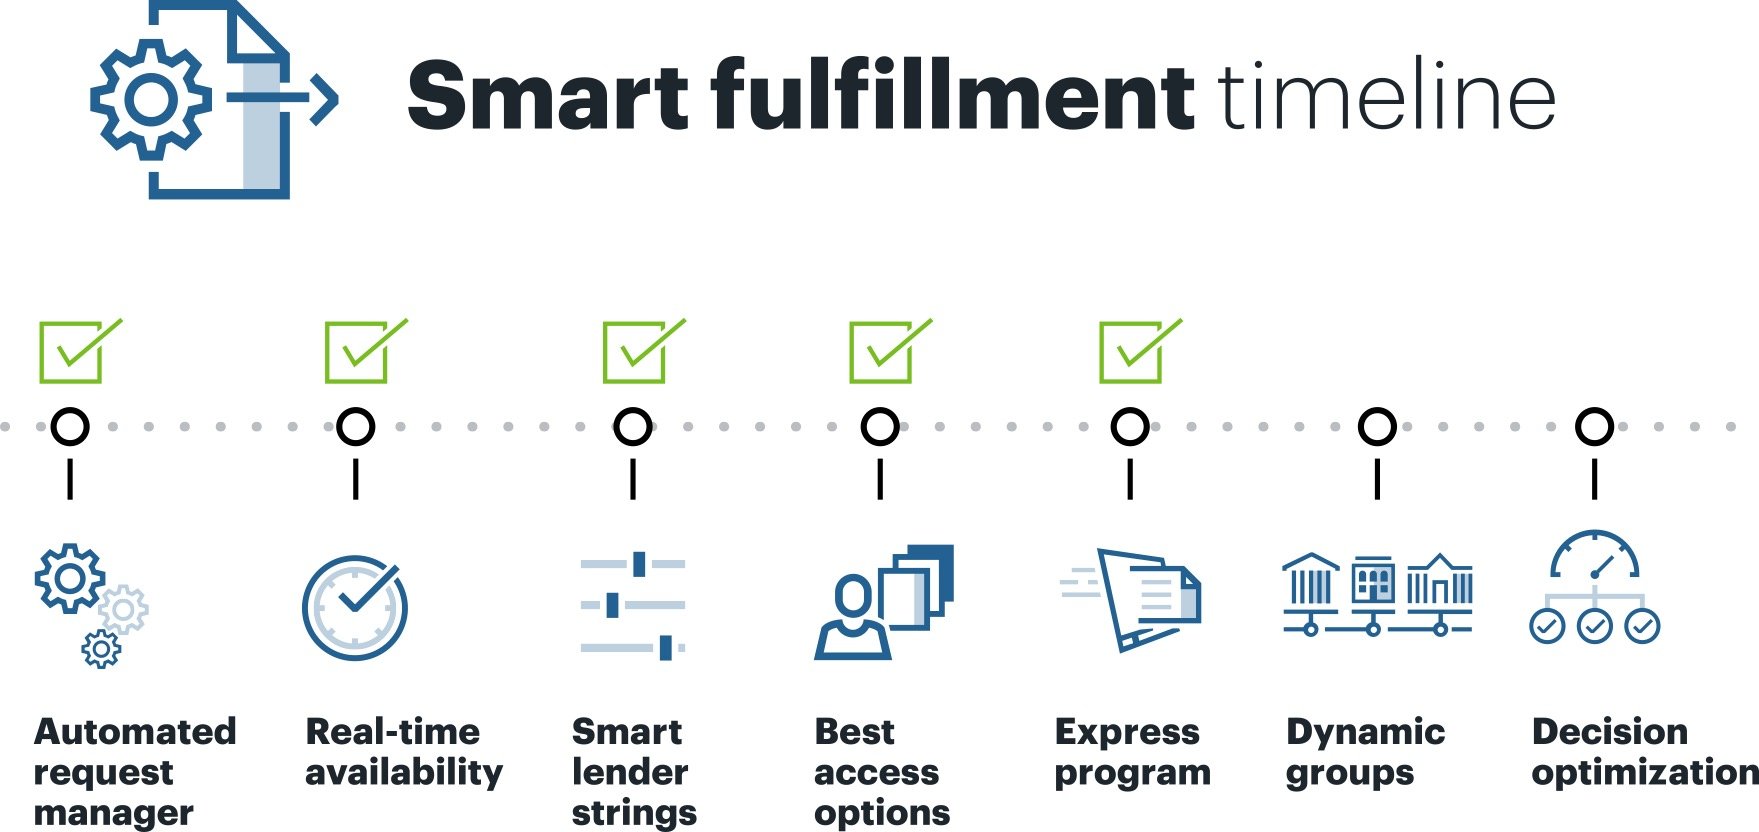 Smart fulfillment timeline
Automated
request
manager
Real-time
availability
Smart
lender
strings
Best
access
options
Express
program
Dynamic
groups
Decision
optimization